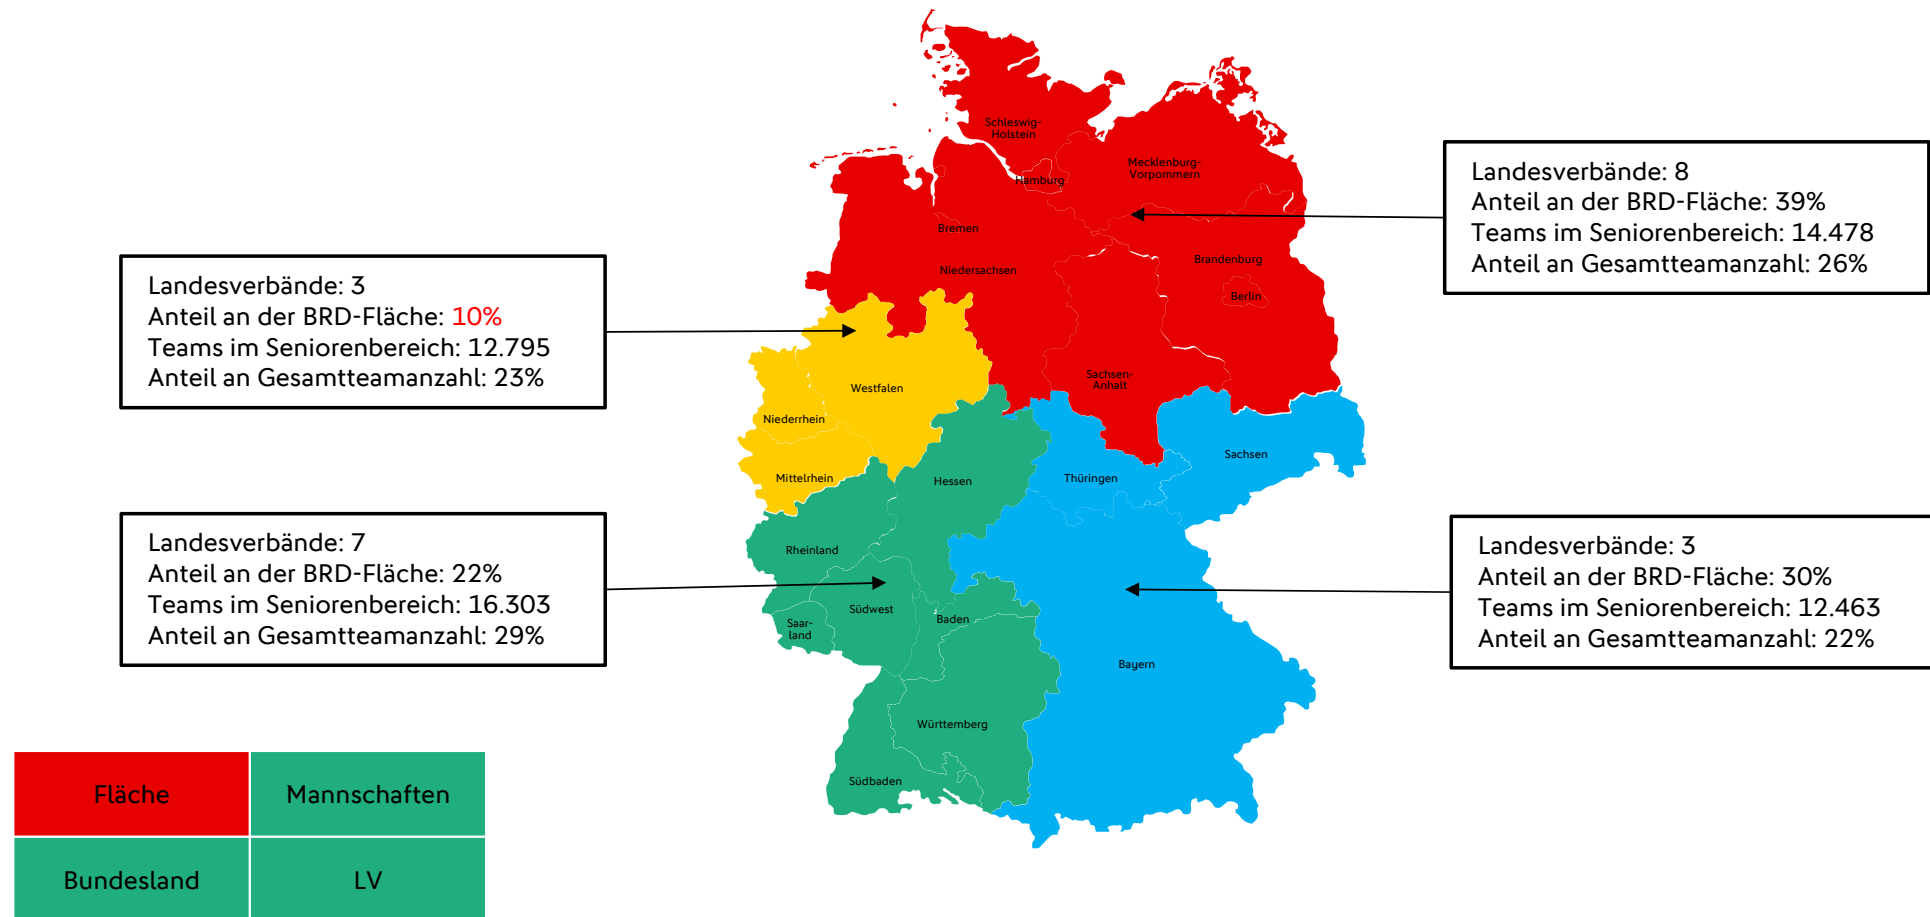 Landesverbände: 8
Anteil an der BRD-Fläche: 39%
Teams im Seniorenbereich: 14.478
Anteil an Gesamtteamanzahl: 26%
Landesverbände: 3
Anteil an der BRD-Fläche: 10%
Teams im Seniorenbereich: 12.795
Anteil an Gesamtteamanzahl: 23%
Landesverbände: 7
Anteil an der BRD-Fläche: 22%
Teams im Seniorenbereich: 16.303
Anteil an Gesamtteamanzahl: 29%
Landesverbände: 3
Anteil an der BRD-Fläche: 30%
Teams im Seniorenbereich: 12.463
Anteil an Gesamtteamanzahl: 22%
Schleswig-
Holstein
Hamburg
Mecklenburg-
Vorpommern
Bremen
Niedersachsen
Brandenburg
Berlin
Sachsen-
Anhalt
Westfalen
Niederrhein
Mittelrhein
Hessen
Thüringen
Sachsen
Rheinland
Südwest
Saar-
land
Baden
Bayern
Württemberg
Südbaden
Fläche
Mannschaften
Bundesland
LV